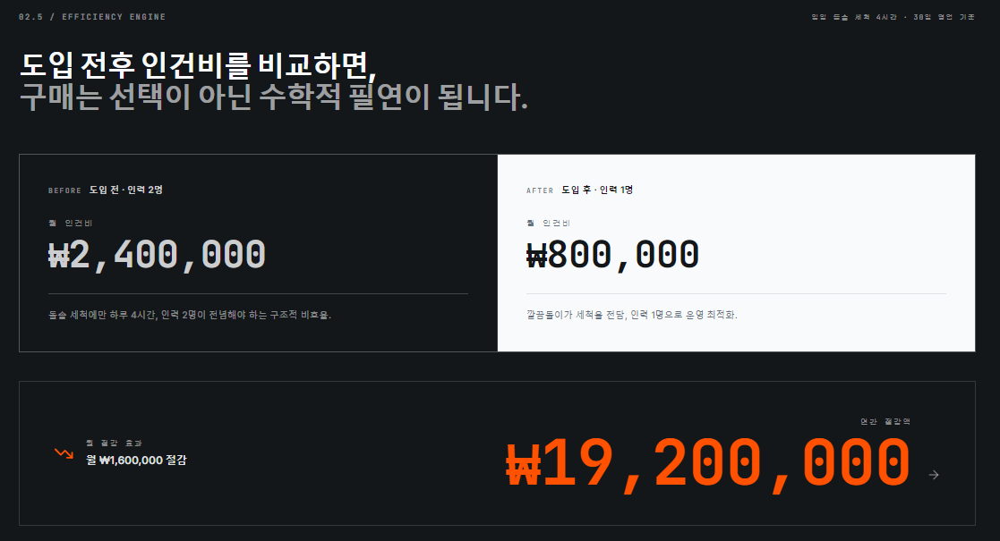 02.5 / EFFICIENCY ENGINE
일일 돌솥 세척 4시간 · 30일 영업 기준
도입 전후 인건비를 비교하면,
구매는 선택이 아닌 수학적 필연이 됩니다.
BEFORE 도입 전 · 인력 2명
월 인건비
₩2,400,000
돌솥 세척에만 하루 4시간, 인력 2명이 전념해야 하는 구조적 비효율.
AFTER 도입 후 · 인력 1명
월 인건비
₩800,000
깔끔돌이가 세척을 전담, 인력 1명으로 운영 최적화.
월 절감 효과
월 ₩1,600,000 절감
연간 절감액
₩19,200,000